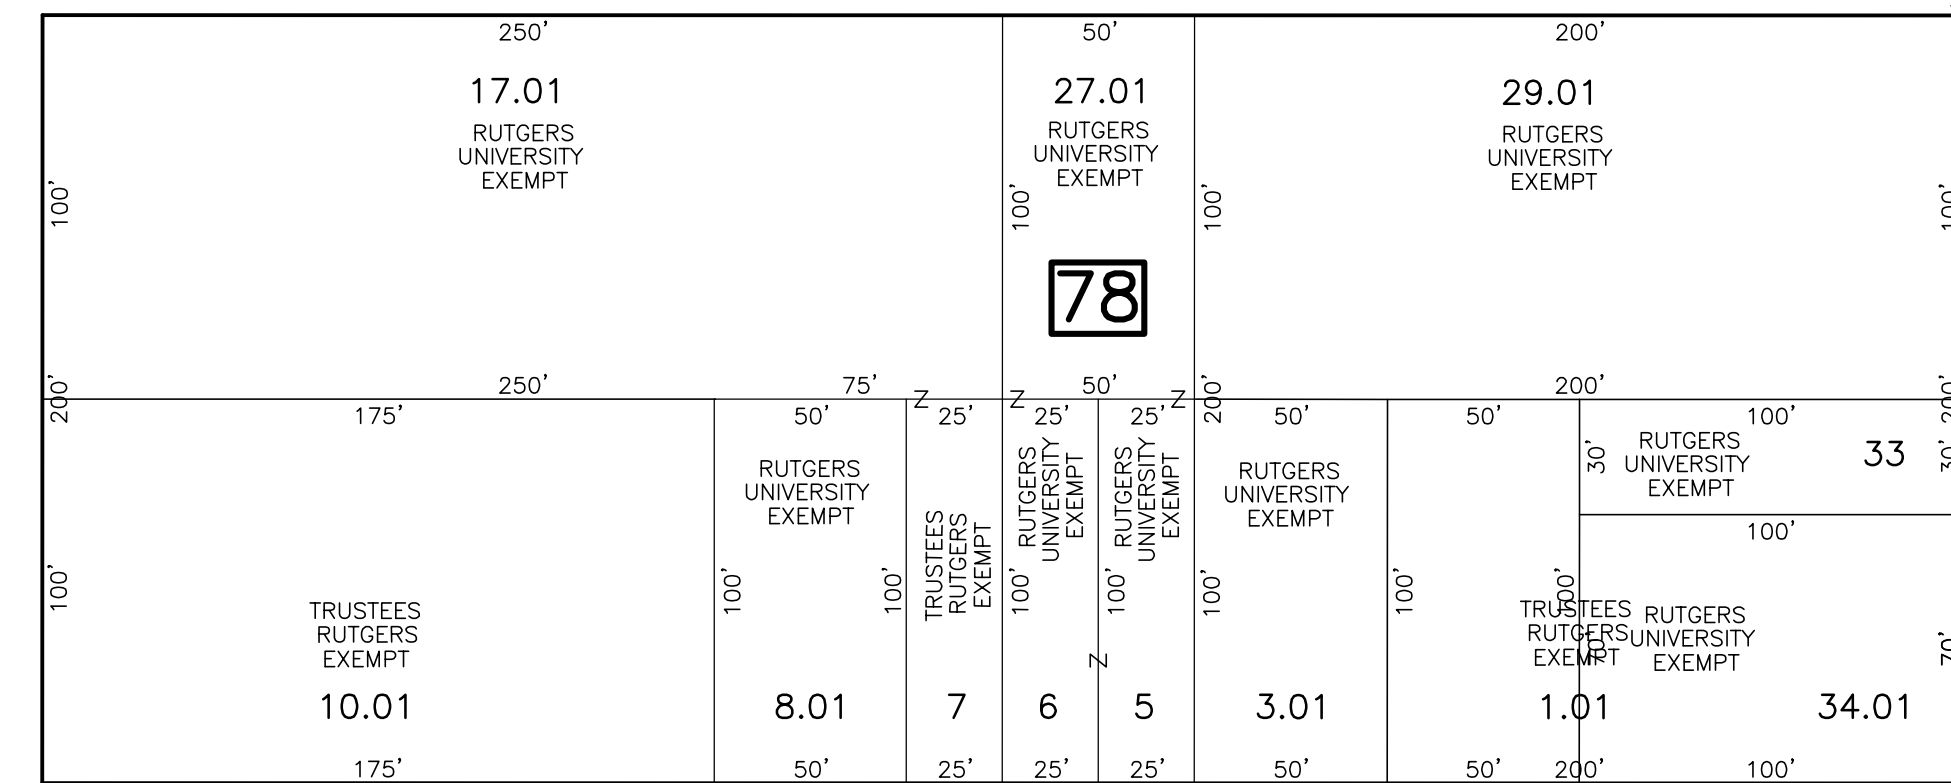 250' 50' 200'
17.01 27.01 29.01
RUTGERS
UNIVERSITY
EXEMPT
RUTGERS
UNIVERSITY
EXEMPT
RUTGERS
UNIVERSITY
EXEMPT
100' 100' 100' 100'
78
250' 75' 50' 200'
200' Z Z Z 200' 200'
175' 50' 25' 25' 25' 50' 50' 100'
RUTGERS
UNIVERSITY
EXEMPT
30'
33
30'
RUTGERS
UNIVERSITY
EXEMPT
TRUSTEES
RUTGERS
EXEMPT
RUTGERS
UNIVERSITY
EXEMPT
RUTGERS
UNIVERSITY
EXEMPT
RUTGERS
UNIVERSITY
EXEMPT
100'
100' 100' 100' 100' 100' 100' 100' 100'
TRUSTEES
RUTGERS
EXEMPT
Z
TRUSTEES
RUTGERS
EXEMPT
70'
RUTGERS
UNIVERSITY
EXEMPT
70'
10.01 8.01 7 6 5 3.01 1.01 34.01
175' 50' 25' 25' 25' 50' 50' 200' 100'